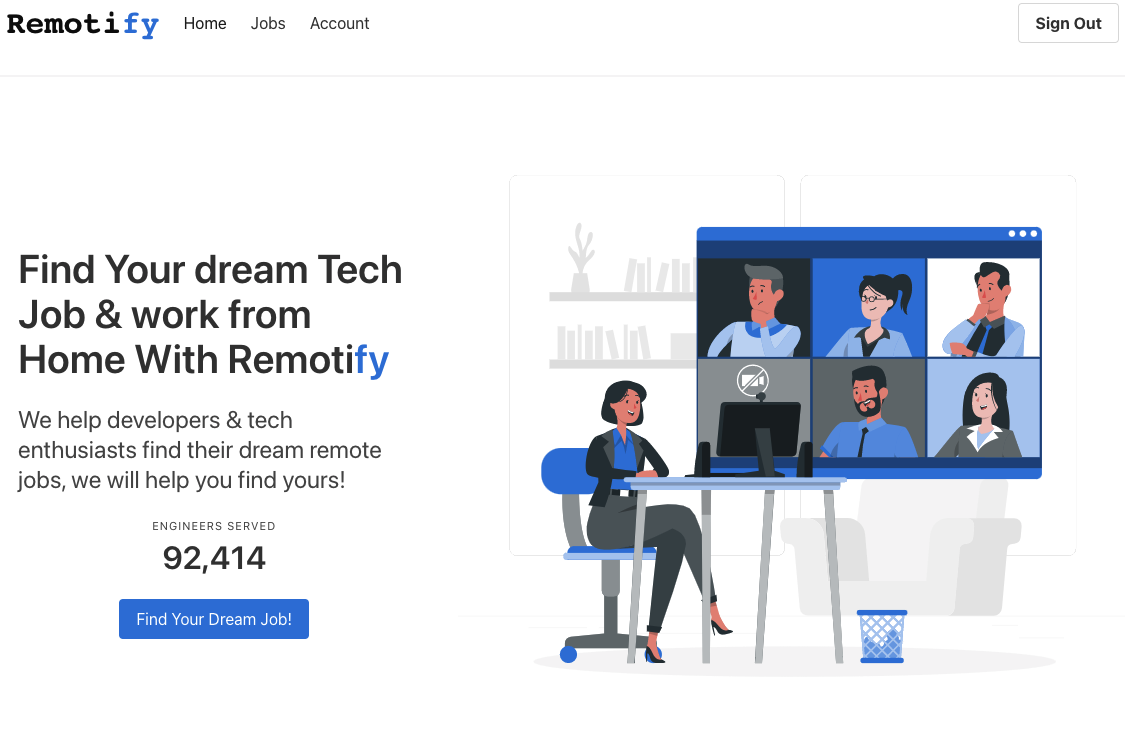 Remotify Home Jobs Account Sign Out
Find Your dream Tech
Job & work from
Home With Remotify
We help developers & tech
enthusiasts find their dream remote
jobs, we will help you find yours!
ENGINEERS SERVED
92,414
Find Your Dream Job!